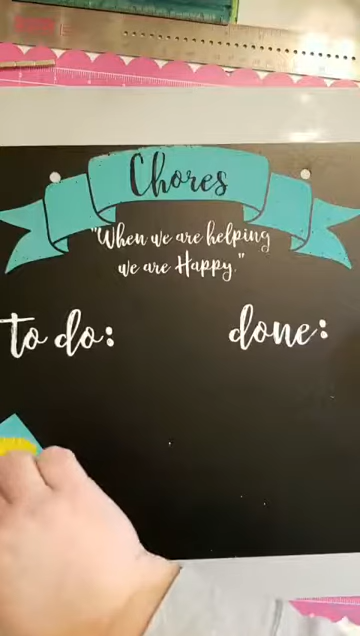 Chores
"When we are helping
we are Happy."
to do:
done: